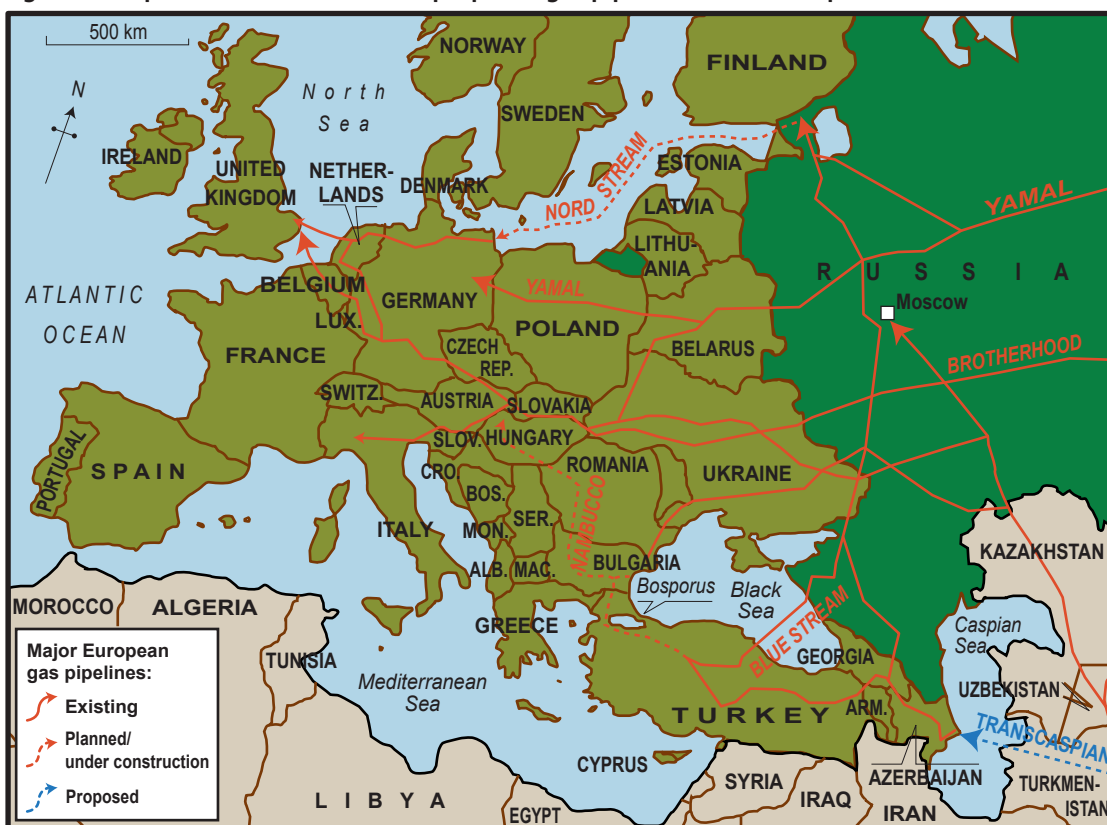 500 km
N
North
Sea
NORWAY
SWEDEN
FINLAND
IRELAND
UNITED
KINGDOM
NETHER-
LANDS
DENMARK
NORD STREAM
ESTONIA
LATVIA
LITHU-
ANIA
YAMAL
RUSSIA
Moscow
ATLANTIC
OCEAN
BELGIUM
LUX.
GERMANY
YAMAL
POLAND
BELARUS
BROTHERHOOD
FRANCE
CZECH
REP.
SWITZ.
AUSTRIA
SLOVAKIA
SLOV.
HUNGARY
ROMANIA
UKRAINE
PORTUGAL
SPAIN
CRO.
BOS.
SER.
ITALY
MON.
ALB.
MAC.
NAMBUCCO
BULGARIA
Bosporus
Black
Sea
KAZAKHSTAN
MOROCCO
ALGERIA
TUNISIA
GREECE
BLUE STREAM
GEORGIA
Caspian
Sea
UZBEKISTAN
Mediterranean
Sea
TURKEY
ARM.
TRANSCASPIAN
CYPRUS
AZERBAIJAN
TURKMEN-
ISTAN
SYRIA
IRAQ
IRAN
LIBYA
EGYPT
Major European
gas pipelines:
Existing
Planned/
under construction
Proposed